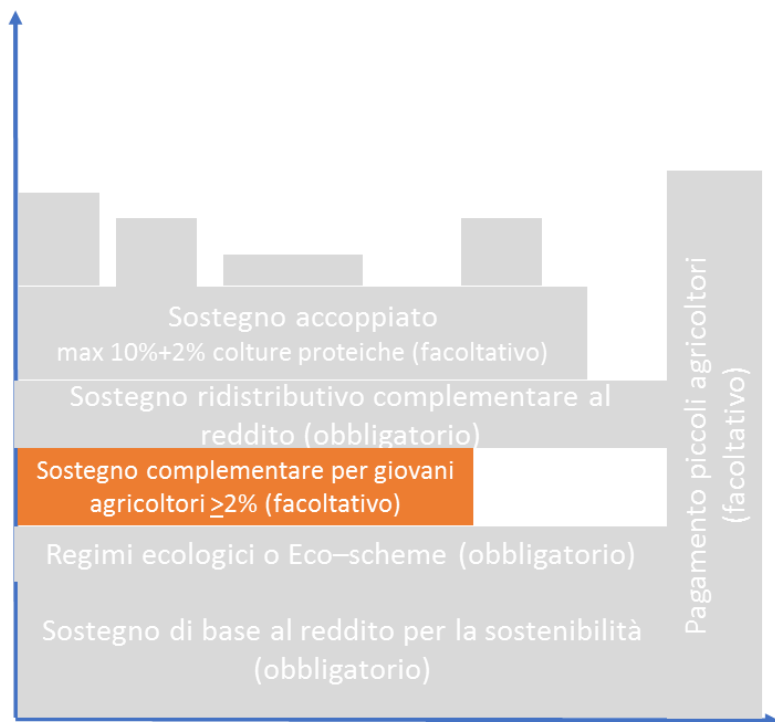 Sostegno accoppiato
max 10%+2% colture proteiche (facoltativo)
Sostegno ridistributivo complementare al
reddito (obbligatorio)
Sostegno complementare per giovani
agricoltori ≥2% (facoltativo)
Regimi ecologici o Eco–scheme (obbligatorio)
Sostegno di base al reddito per la sostenibilità
(obbligatorio)
Pagamento piccoli agricoltori
(facoltativo)